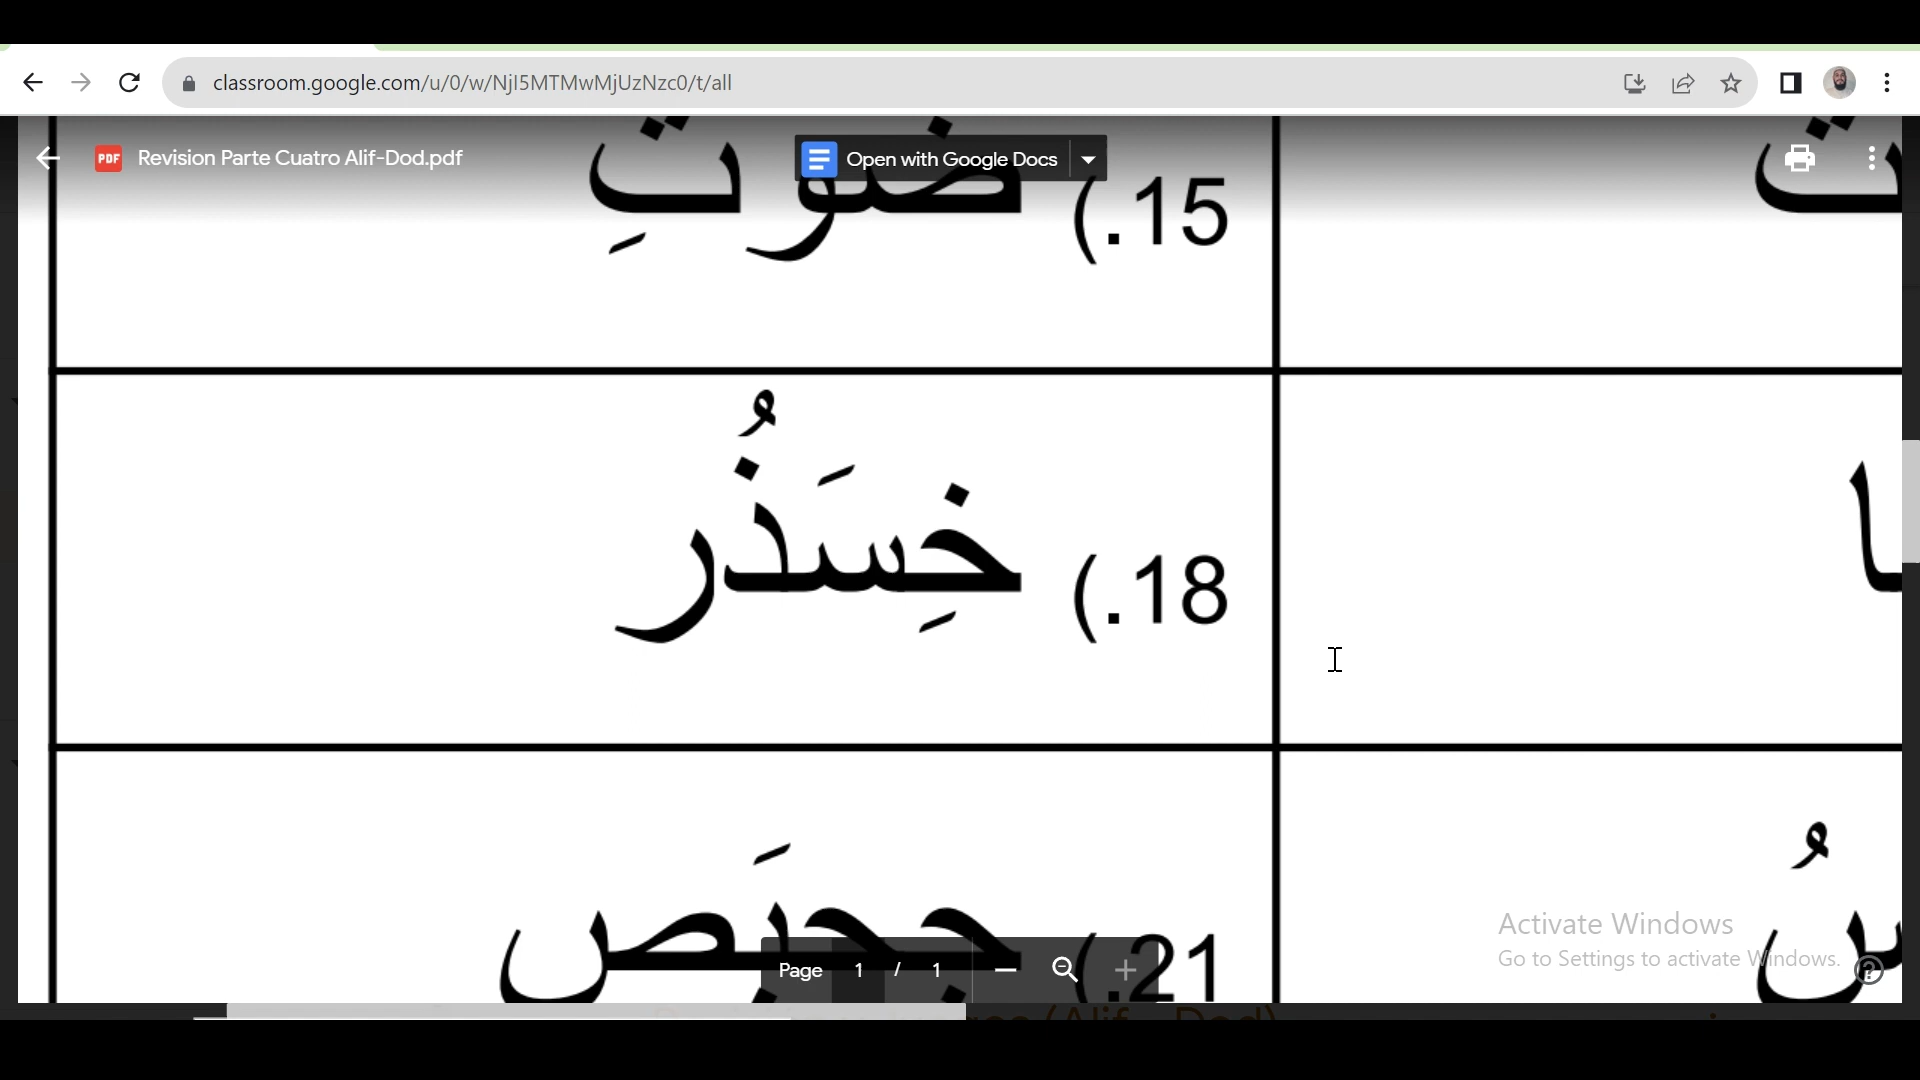 classroom.google.com/u/0/w/NjI5MTMwMjUzNzc0/t/all
PDF Revision Parte Cuatro Alif-Dod.pdf
Open with Google Docs
15.) ضَوْتِ
18.) خِسَذُر
21.)
Page 1 / 1
Activate Windows
Go to Settings to activate Windows.